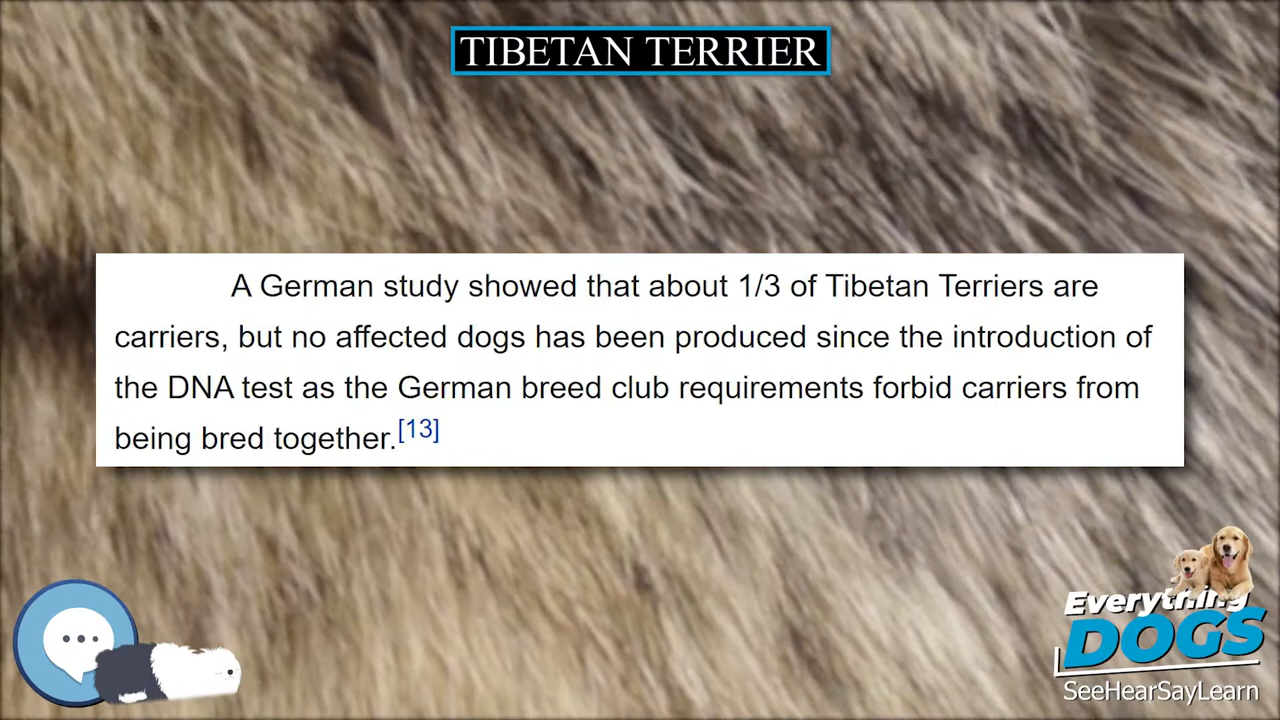 TIBETAN TERRIER
A German study showed that about 1/3 of Tibetan Terriers are
carriers, but no affected dogs has been produced since the introduction of
the DNA test as the German breed club requirements forbid carriers from
being bred together.[13]
Everything
DOGS
SeeHearSayLearn